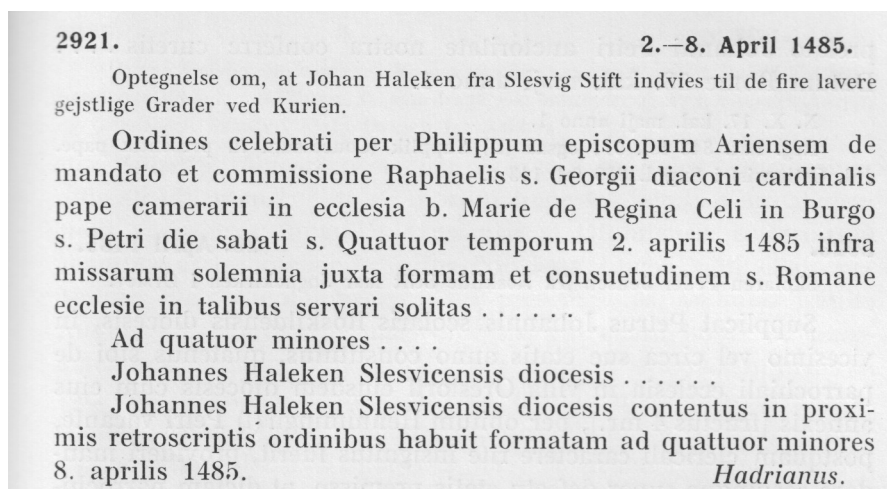 2921. 2.—8. April 1485.
Optegnelse om, at Johan Haleken fra Slesvig Stift indvies til de fire lavere
gejstlige Grader ved Kurien.
Ordines celebrati per Philippum episcopum Ariensem de
mandato et commissione Raphaelis s. Georgii diaconi cardinalis
pape camerarii in ecclesia b. Marie de Regina Celi in Burgo
s. Petri die sabati s. Quattuor temporum 2. aprilis 1485 infra
missarum solemnia juxta formam et consuetudinem s. Romane
ecclesie in talibus servari solitas . . . . . .
Ad quatuor minores . . . .
Johannes Haleken Slesvicensis diocesis . . . . . .
Johannes Haleken Slesvicensis diocesis contentus in proxi-
mis retroscriptis ordinibus habuit formatam ad quattuor minores
8. aprilis 1485. Hadrianus.